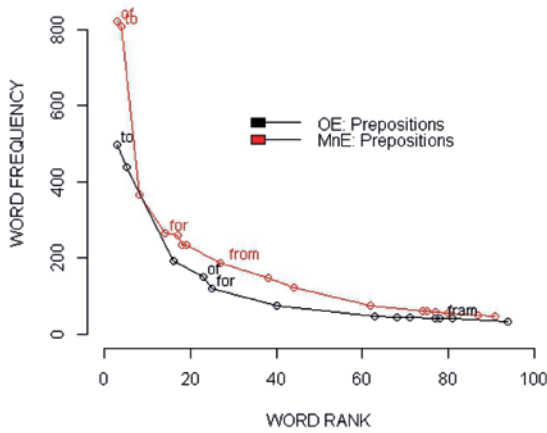 800
600
400
200
0
WORD FREQUENCY
of
to
to
for
from
of
for
fram
OE: Prepositions
MnE: Prepositions
0 20 40 60 80 100
WORD RANK